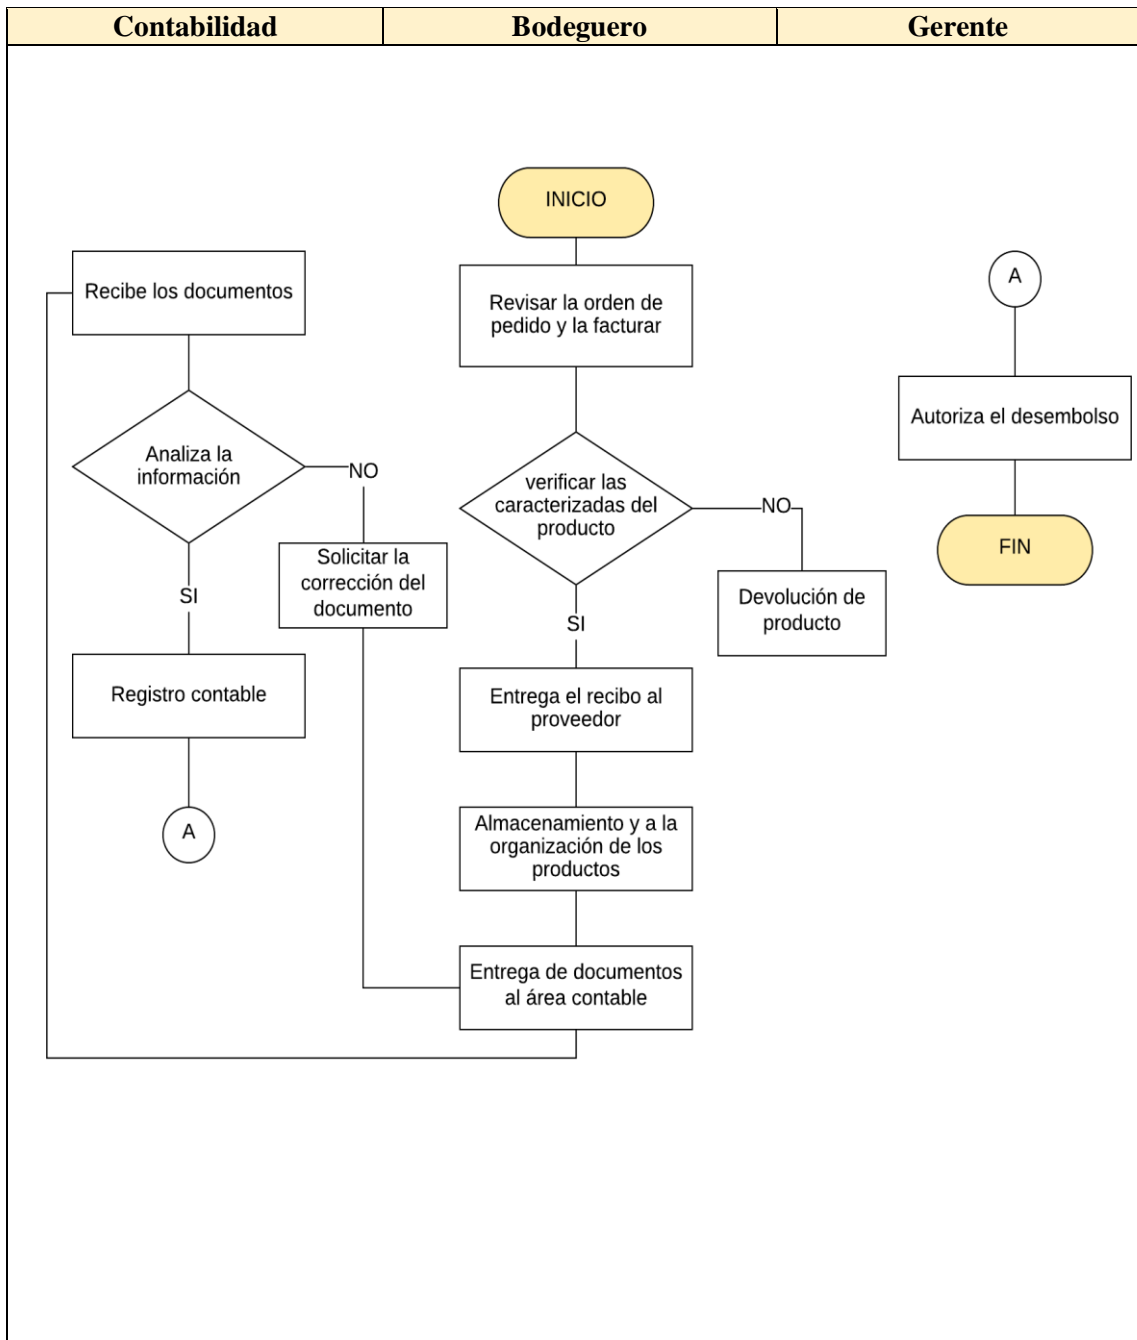 Contabilidad
Bodeguero
Gerente
INICIO
Revisar la orden de
pedido y la facturar
verificar las
caracterizadas del
producto
NO
Devolución de
producto
SI
Entrega el recibo al
proveedor
Almacenamiento y a la
organización de los
productos
Entrega de documentos
al área contable
Recibe los documentos
Analiza la
información
NO
Solicitar la
corrección del
documento
SI
Registro contable
A
A
Autoriza el desembolso
FIN